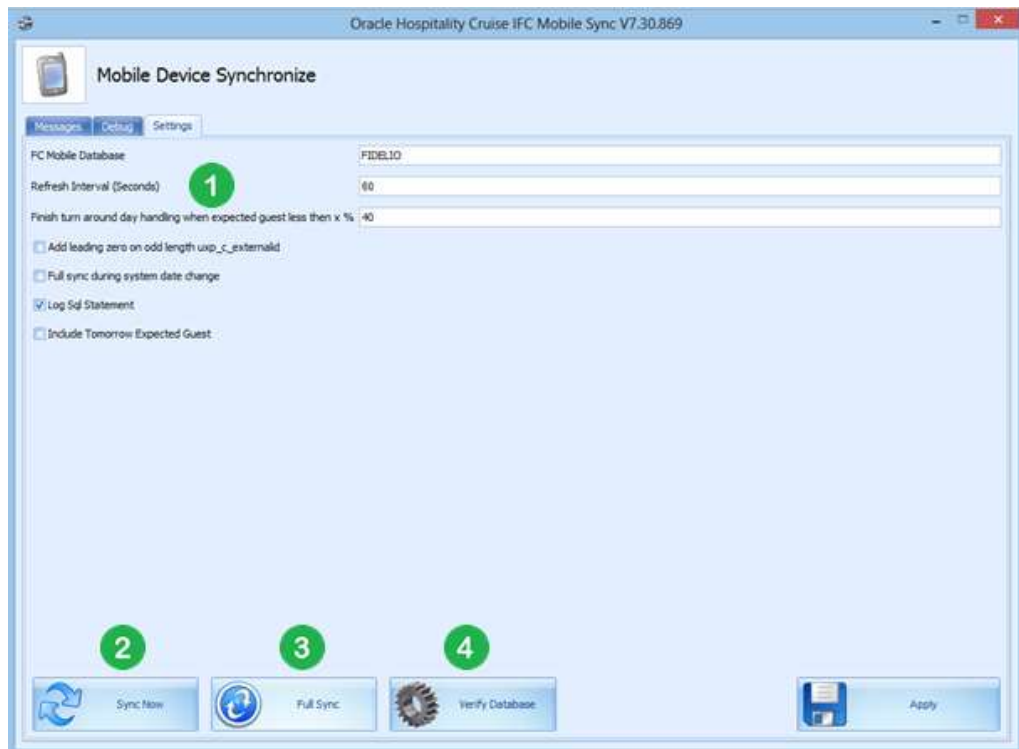 Oracle Hospitality Cruise IFC Mobile Sync V7.30.869
Mobile Device Synchronize
Messages Debug Settings
FC Mobile Database FIDELIO
Refresh Interval (Seconds) 1 60
Finish turn around day handling when expected guest less then x % 40
Add leading zero on odd length uxp_c_externalid
Full sync during system date change
Log Sql Statement
Include Tomorrow Expected Guest
2 3 4
Sync Now Full Sync Verify Database Apply